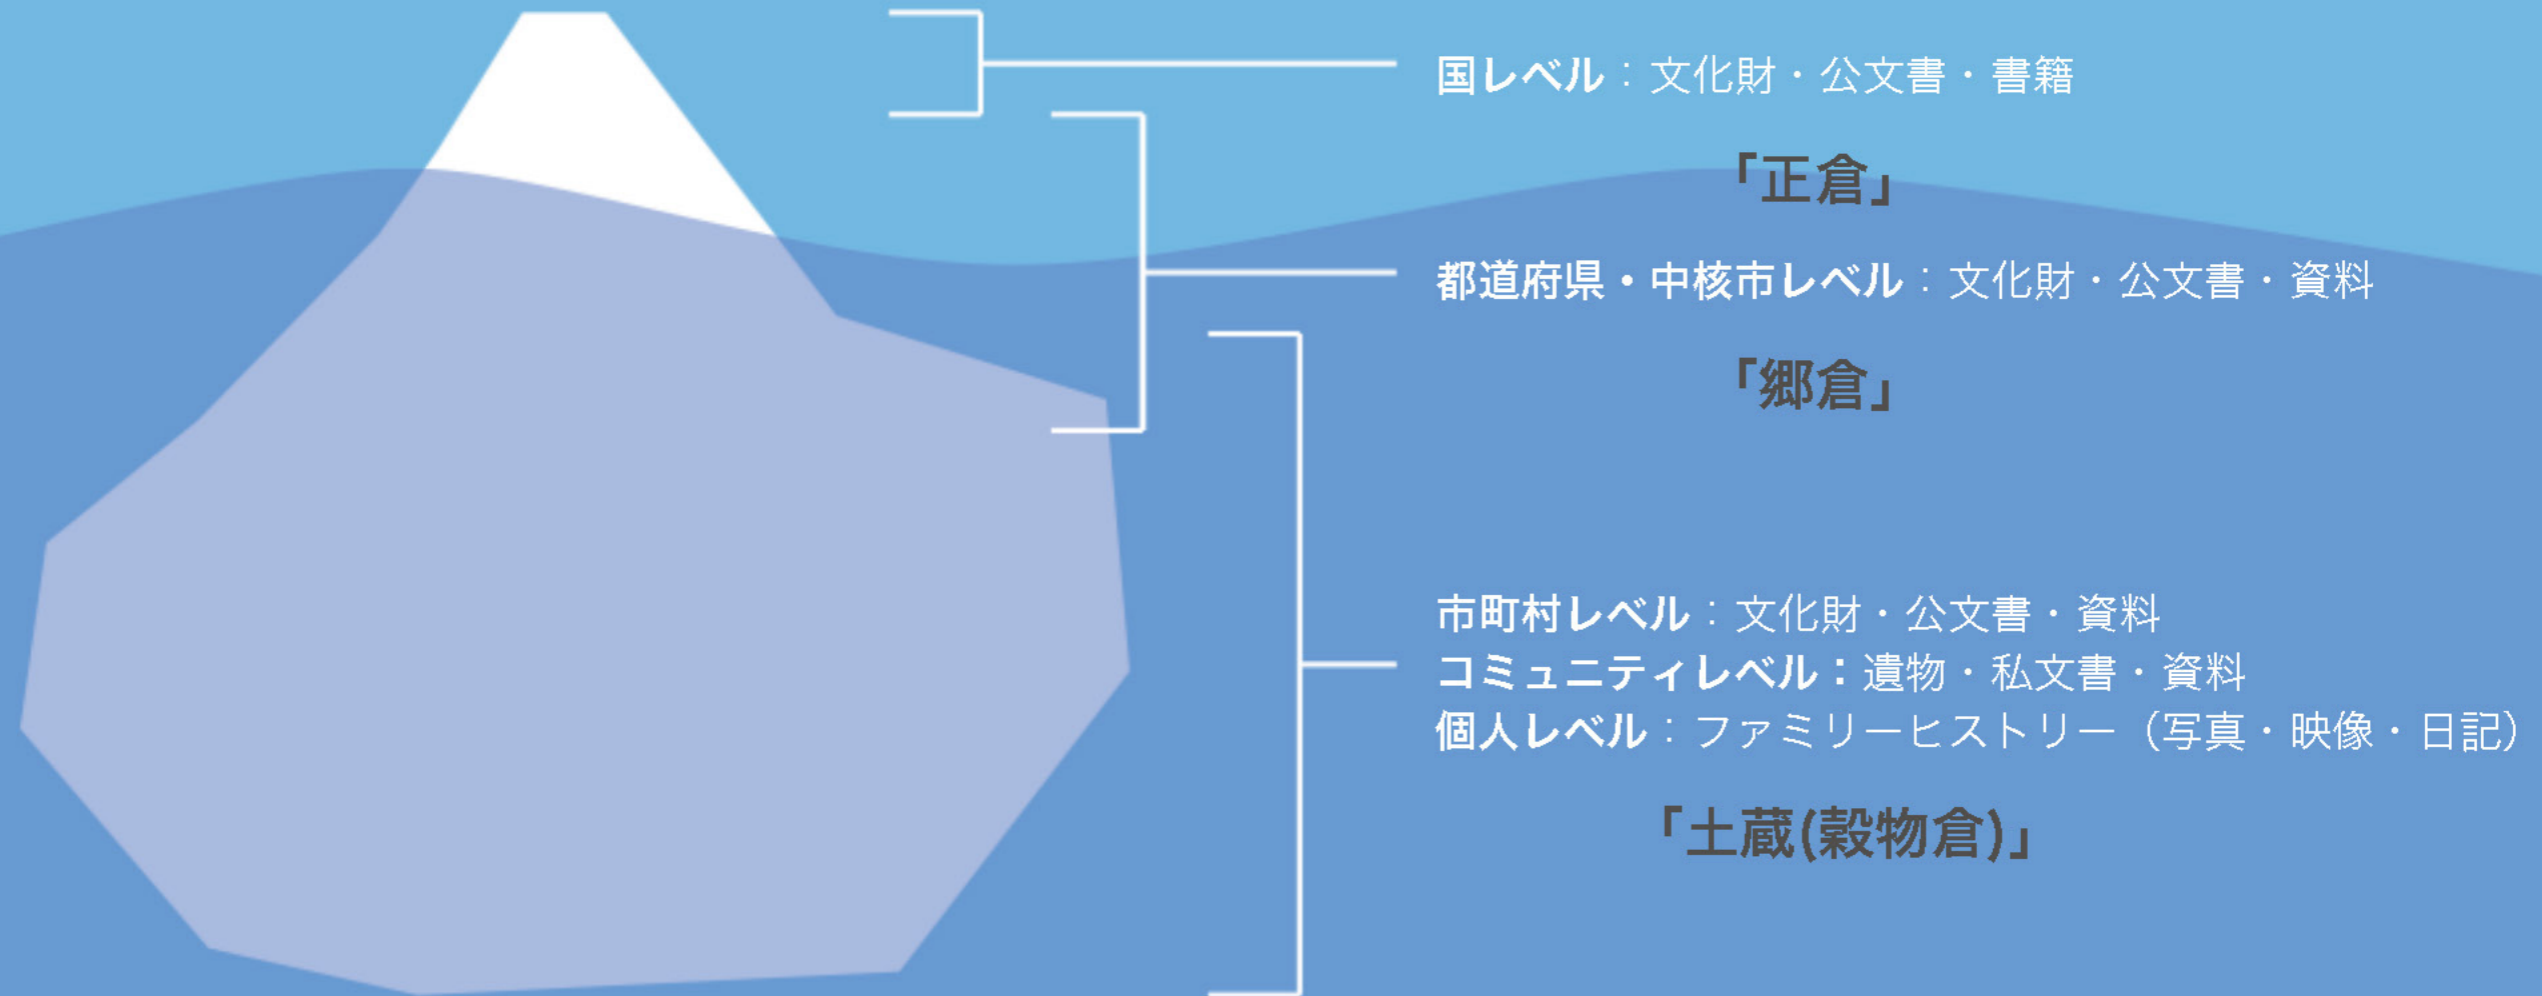 国レベル：文化財・公文書・書籍
「正倉」
都道府県・中核市レベル：文化財・公文書・資料
「郷倉」
市町村レベル：文化財・公文書・資料
コミュニティレベル：遺物・私文書・資料
個人レベル：ファミリーヒストリー（写真・映像・日記）
「土蔵(穀物倉)」